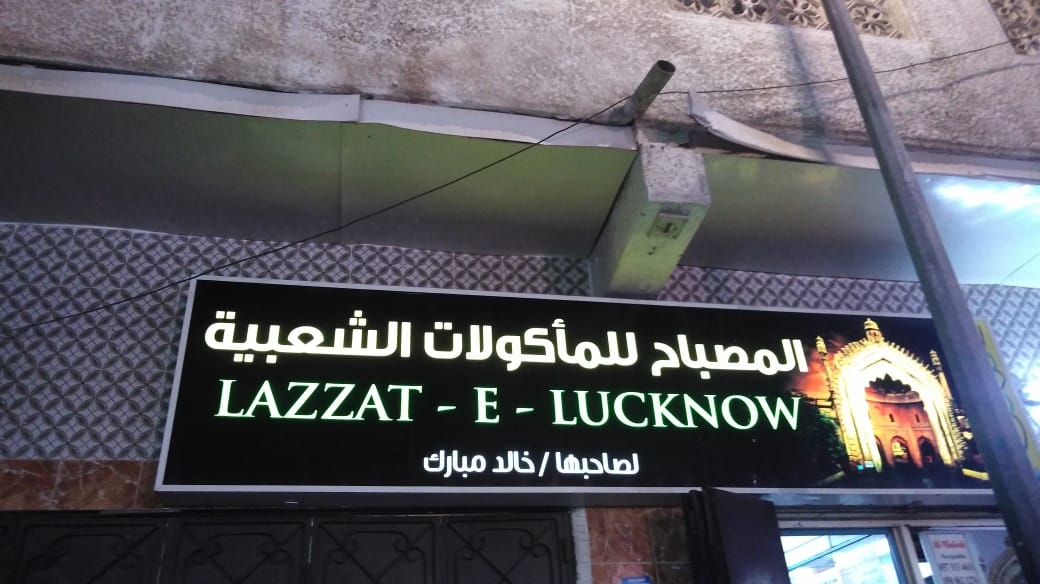 المصباح للمأكولات الشعبية
LAZZAT - E - LUCKNOW
لصاحبها / خالد مبارك